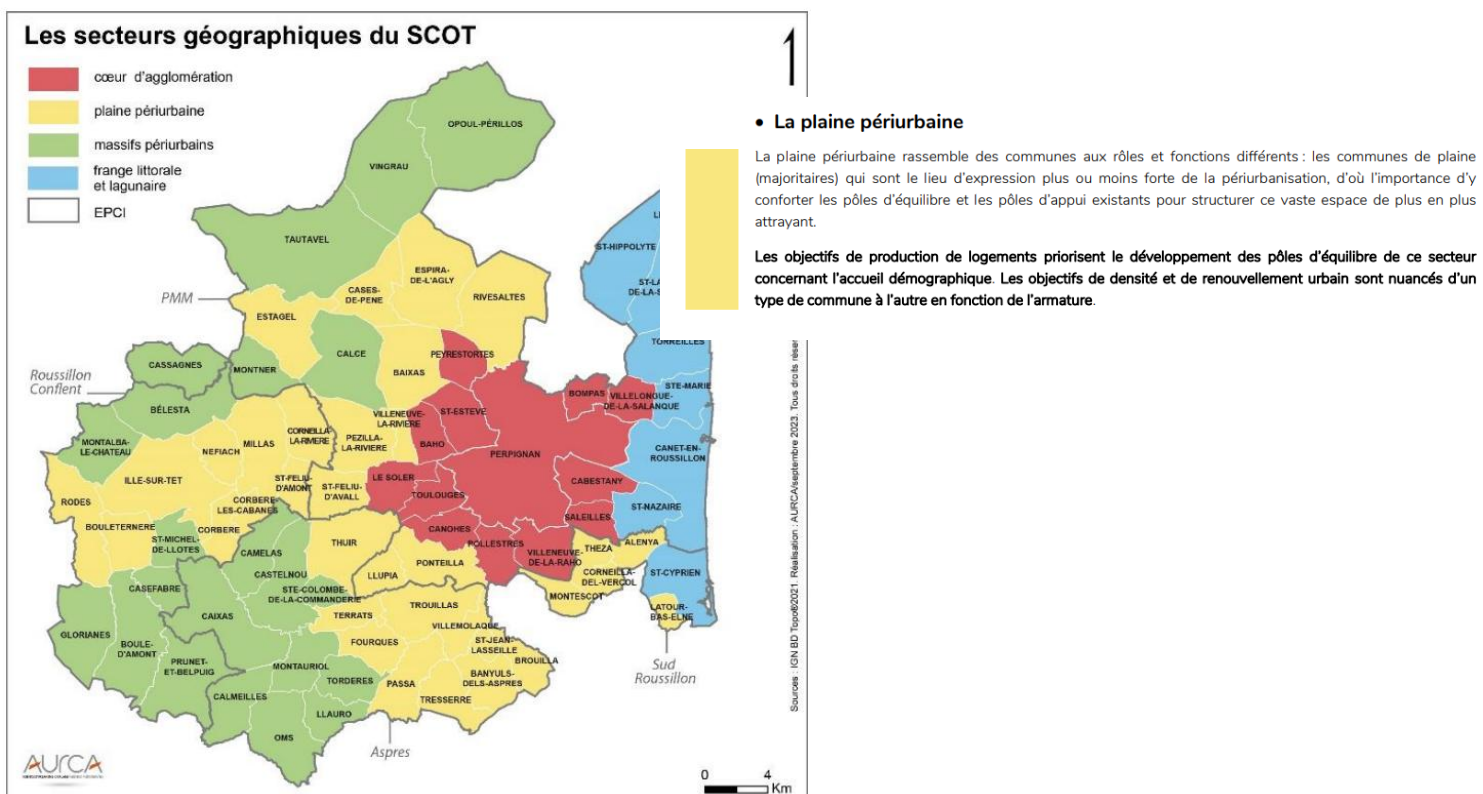 Les secteurs géographiques du SCOT
cœur d'agglomération
plaine périurbaine
massifs périurbains
frange littorale
et lagunaire
EPCI
OPOUL-PÉRILLOS
VINGRAU
TAUTAVEL
ST-HIPPOLYTE
ESPIRA-
DE-L'AGLY
CASES-
DE-PENE
RIVESALTES
PMM
ESTAGEL
CALCE
PEYRESTORTES
TORREILLES
CASSAGNES
MONTNER
BAIXAS
Roussillon
Conflent
BÉLESTA
BOMPAS
VILLELONGUE-
DE-LA-SALANQUE
STE-MARIE
MONTALBA-
LE-CHATEAU
MILLAS
CORNEILLA-
LA-RIVIERE
VILLENEUVE-
LA-RIVIERE
ST-ESTEVE
NEFIACH
PEZILLA-
LA-RIVIERE
BAHO
PERPIGNAN
CANET-EN-
ROUSSILLON
ILLE-SUR-TET
ST-FELIU-
D'AMONT
ST-FELIU-
D'AVALL
LE SOLER
CABESTANY
RODES
CORBERE-
LES-CABANES
TOULOUGES
ST-NAZAIRE
BOULETERNERE
CORBERE
CANOHES
SALEILLES
ST-MICHEL-
DE-LLOTES
CAMELAS
THUIR
POLLESTRES
VILLENEUVE-
DE-LA-RAHO
THEZA
ALENYA
CASTELNOU
LLUPIA
PONTEILLA
CORNEILLA-
DEL-VERCOL
ST-CYPRIEN
CASEFABRE
STE-COLOMBE-
DE-LA-COMMANDERIE
MONTESCOT
CAIXAS
TERRATS
TROUILLAS
LATOUR-
BAS-ELNE
VILLEMOLAQUE
GLORIANES
BOULE-
D'AMONT
FOURQUES
ST-JEAN-
LASSEILLE
PRUNET-
ET-BELPUIG
MONTAURIOL
BROUILLA
Sud
Roussillon
TORDERES
PASSA
BANYULS-
DELS-ASPRES
CALMEILLES
TRESSERRE
LLAURO
OMS
Aspres
AURCA
0 4
Km
Sources : IGN BD Topo®2021. Réalisation : AURCA/septembre 2023. Tous droits
• La plaine périurbaine
La plaine périurbaine rassemble des communes aux rôles et fonctions différents : les communes de plaine
(majoritaires) qui sont le lieu d'expression plus ou moins forte de la périurbanisation, d'où l'importance d'y
conforter les pôles d'équilibre et les pôles d'appui existants pour structurer ce vaste espace de plus en plus
attrayant.
Les objectifs de production de logements priorisent le développement des pôles d'équilibre de ce secteur
concernant l'accueil démographique. Les objectifs de densité et de renouvellement urbain sont nuancés d'un
type de commune à l'autre en fonction de l'armature.